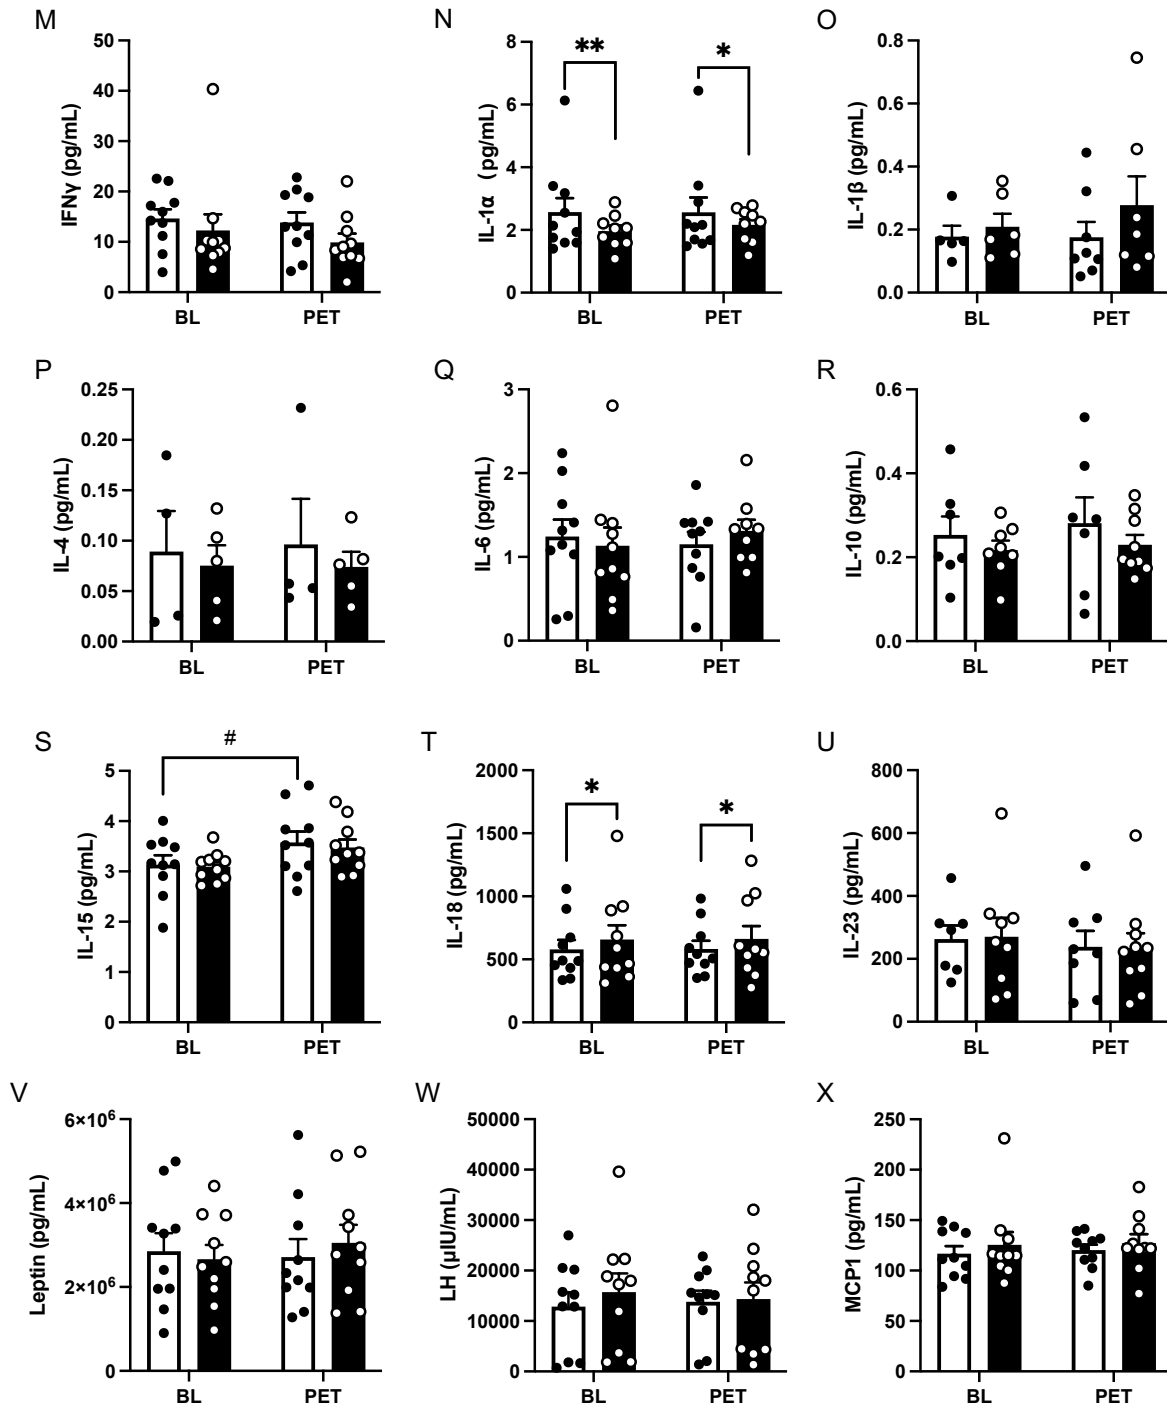 M
IFNγ (pg/mL)
50
40
30
20
10
0
BL
PET
N
IL-1α (pg/mL)
8
6
4
2
0
**
*
BL
PET
O
IL-1β (pg/mL)
0.8
0.6
0.4
0.2
0.0
BL
PET
P
IL-4 (pg/mL)
0.25
0.20
0.15
0.10
0.05
0.00
BL
PET
Q
IL-6 (pg/mL)
3
2
1
0
BL
PET
R
IL-10 (pg/mL)
0.6
0.4
0.2
0.0
BL
PET
S
IL-15 (pg/mL)
5
4
3
2
1
0
#
BL
PET
T
IL-18 (pg/mL)
2000
1500
1000
500
0
*
*
BL
PET
U
IL-23 (pg/mL)
800
600
400
200
0
BL
PET
V
Leptin (pg/mL)
6×10⁶
4×10⁶
2×10⁶
0
BL
PET
W
LH (µIU/mL)
50000
40000
30000
20000
10000
0
BL
PET
X
MCP1 (pg/mL)
250
200
150
100
50
0
BL
PET